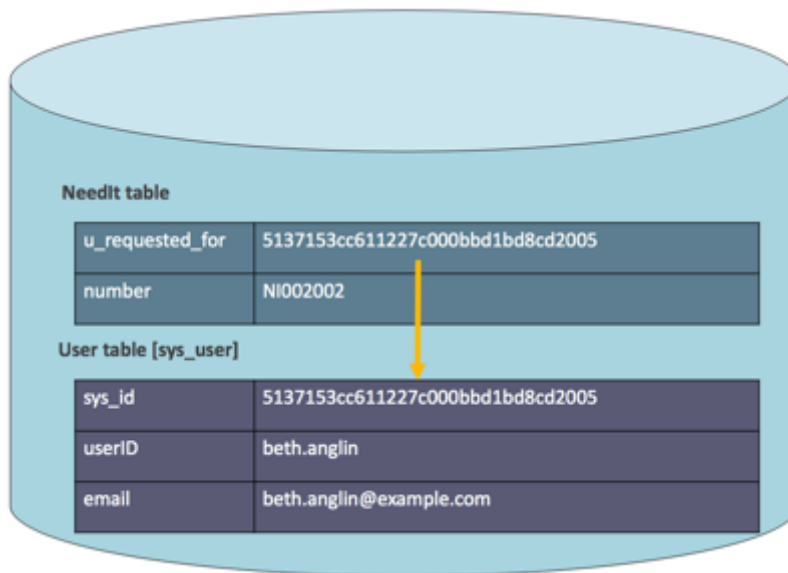 NeedIt table
u_requested_for 5137153cc611227c000bbd1bd8cd2005
number NI002002
User table [sys_user]
sys_id 5137153cc611227c000bbd1bd8cd2005
userID beth.anglin
email beth.anglin@example.com